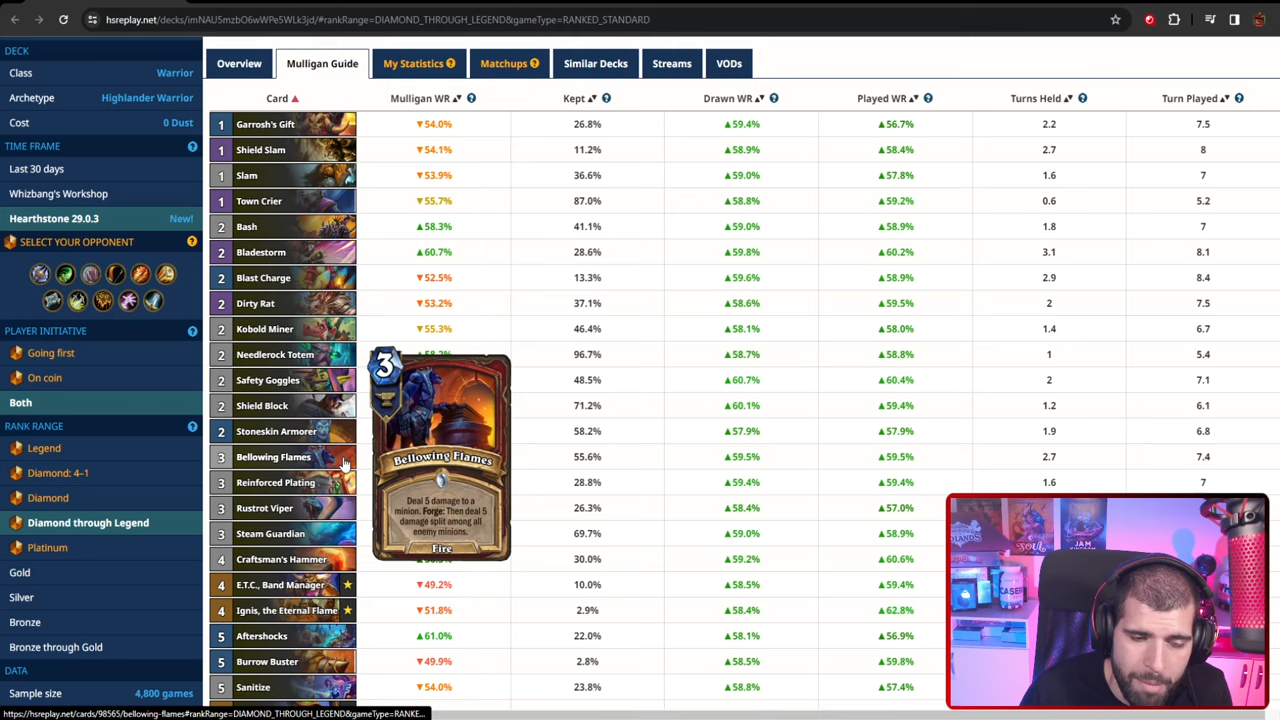 hsreplay.net/decks/imNAU5mzbO6wWPe5WLk3jd/#rankRange=DIAMOND_THROUGH_LEGEND&gameType=RANKED_STANDARD
DECK
Class Warrior
Archetype Highlander Warrior
Cost 0 Dust
TIME FRAME
Last 30 days
Whizbang's Workshop
Hearthstone 29.0.3 New!
SELECT YOUR OPPONENT
PLAYER INITIATIVE
Going first
On coin
Both
RANK RANGE
Legend
Diamond: 4–1
Diamond
Diamond through Legend
Platinum
Gold
Silver
Bronze
Bronze through Gold
DATA
Sample size 4,800 games
Overview Mulligan Guide My Statistics Matchups Similar Decks Streams VODs
Card Mulligan WR Kept Drawn WR Played WR Turns Held Turn Played
1 Garrosh's Gift ▼54.0% 26.8% ▲59.4% ▲56.7% 2.2 7.5
1 Shield Slam ▼54.1% 11.2% ▲58.9% ▲58.4% 2.7 8
1 Slam ▼53.9% 36.6% ▲59.0% ▲57.8% 1.6 7
1 Town Crier ▼55.7% 87.0% ▲58.8% ▲59.2% 0.6 5.2
2 Bash ▲58.3% 41.1% ▲59.0% ▲58.9% 1.8 7
2 Bladestorm ▲60.7% 28.6% ▲59.8% ▲60.2% 3.1 8.1
2 Blast Charge ▼52.5% 13.3% ▲59.6% ▲58.9% 2.9 8.4
2 Dirty Rat ▼53.2% 37.1% ▲58.6% ▲59.5% 2 7.5
2 Kobold Miner ▼55.3% 46.4% ▲58.1% ▲58.0% 1.4 6.7
2 Needlerock Totem 96.7% ▲58.7% ▲58.8% 1 5.4
2 Safety Goggles 48.5% ▲60.7% ▲60.4% 2 7.1
2 Shield Block 71.2% ▲60.1% ▲59.4% 1.2 6.1
2 Stoneskin Armorer 58.2% ▲57.9% ▲57.9% 1.9 6.8
3 Bellowing Flames 55.6% ▲59.5% ▲59.5% 2.7 7.4
3 Reinforced Plating 28.8% ▲59.4% ▲59.4% 1.6 7
3 Rustrot Viper 26.3% ▲58.4% ▲57.0%
3 Steam Guardian 69.7% ▲59.0% ▲58.9%
4 Craftsman's Hammer 30.0% ▲59.2% ▲60.6%
4 E.T.C., Band Manager ▼49.2% 10.0% ▲58.5% ▲59.4%
4 Ignis, the Eternal Flame ▼51.8% 2.9% ▲58.4% ▲62.8%
5 Aftershocks ▲61.0% 22.0% ▲58.1% ▲56.9%
5 Burrow Buster ▼49.9% 2.8% ▲58.5% ▲59.8%
5 Sanitize ▼54.0% 23.8% ▲58.8% ▲57.4%
3
Bellowing Flames
Deal 5 damage to a
minion. Forge: Then deal 5
damage split among all
enemy minions.
Fire
https://hsreplay.net/cards/98565/bellowing-flames#rankRange=DIAMOND_THROUGH_LEGEND&gameType=RANKE...